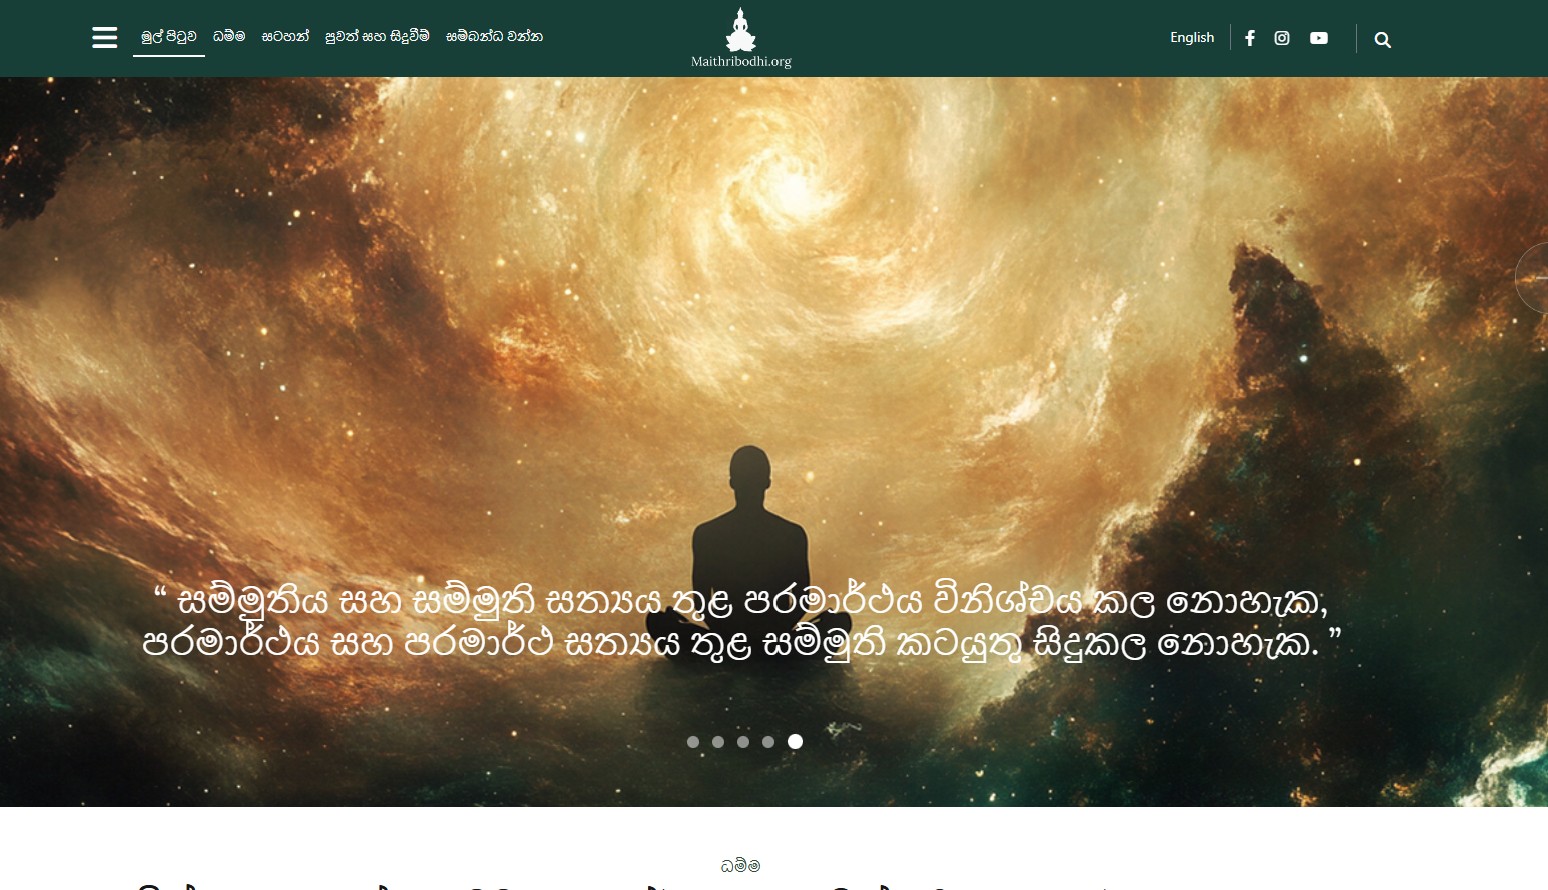 මුල් පිටුව ධම්ම සටහන් පුවත් සහ සිදුවීම් සම්බන්ධ වන්න
Maithribodhi.org
English
“ සම්මුතිය සහ සම්මුති සත්‍යය තුළ පරමාර්ථය විනිශ්චය කල නොහැක,
පරමාර්ථය සහ පරමාර්ථ සත්‍යය තුළ සම්මුති කටයුතු සිදුකල නොහැක. ”
ධම්ම